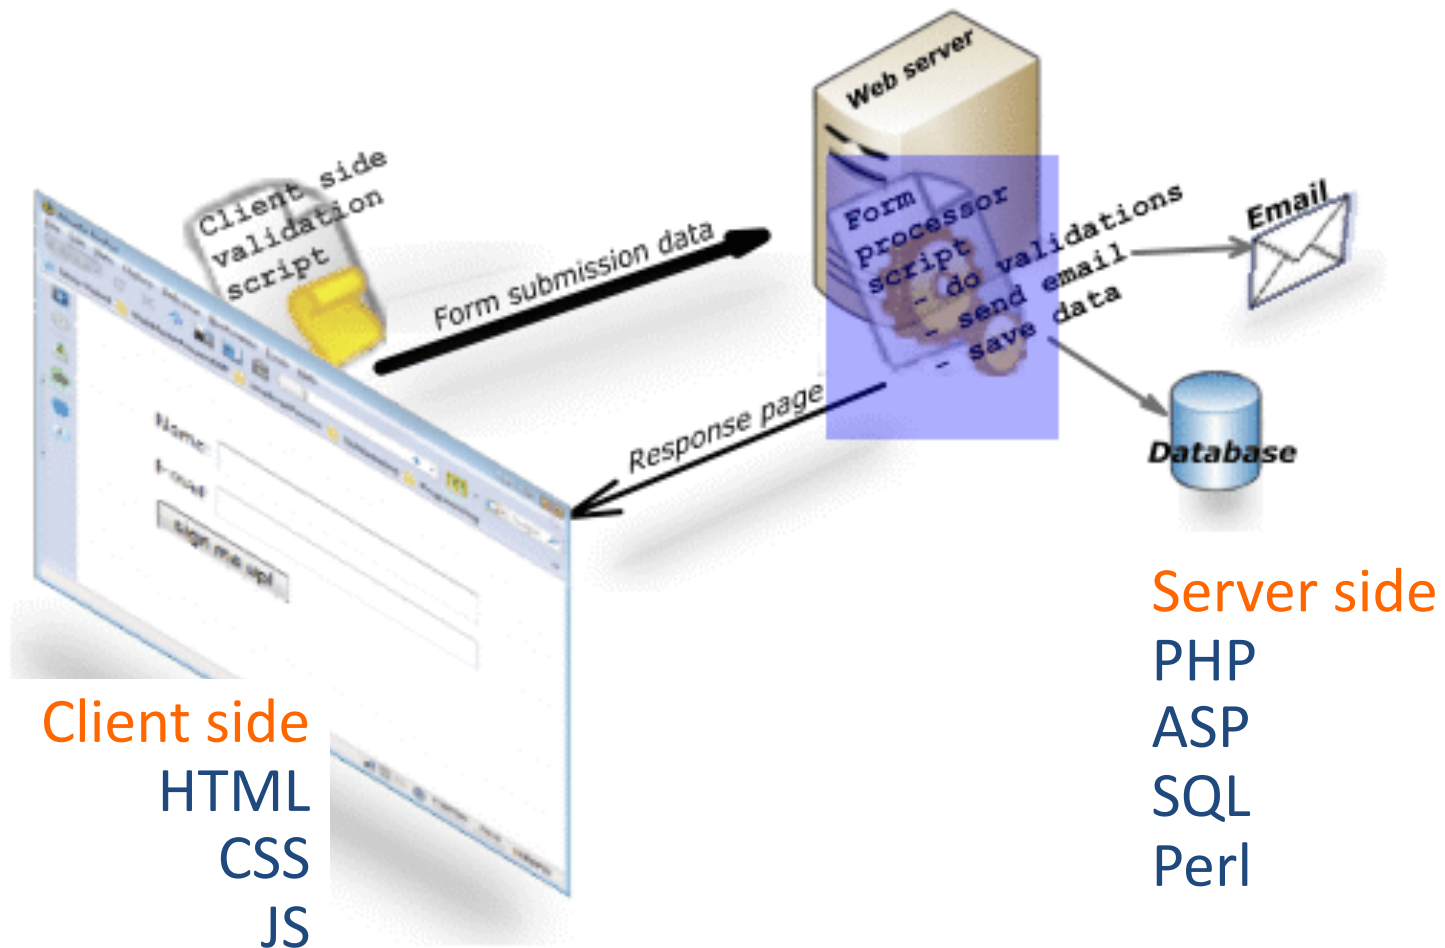 Web server
Client side
validation
script
Form submission data
Form
processor
script
- do validations
- send email
- save data
Email
Database
Response page
Name:
E-mail
sign me up!
Client side
HTML
CSS
JS
Server side
PHP
ASP
SQL
Perl